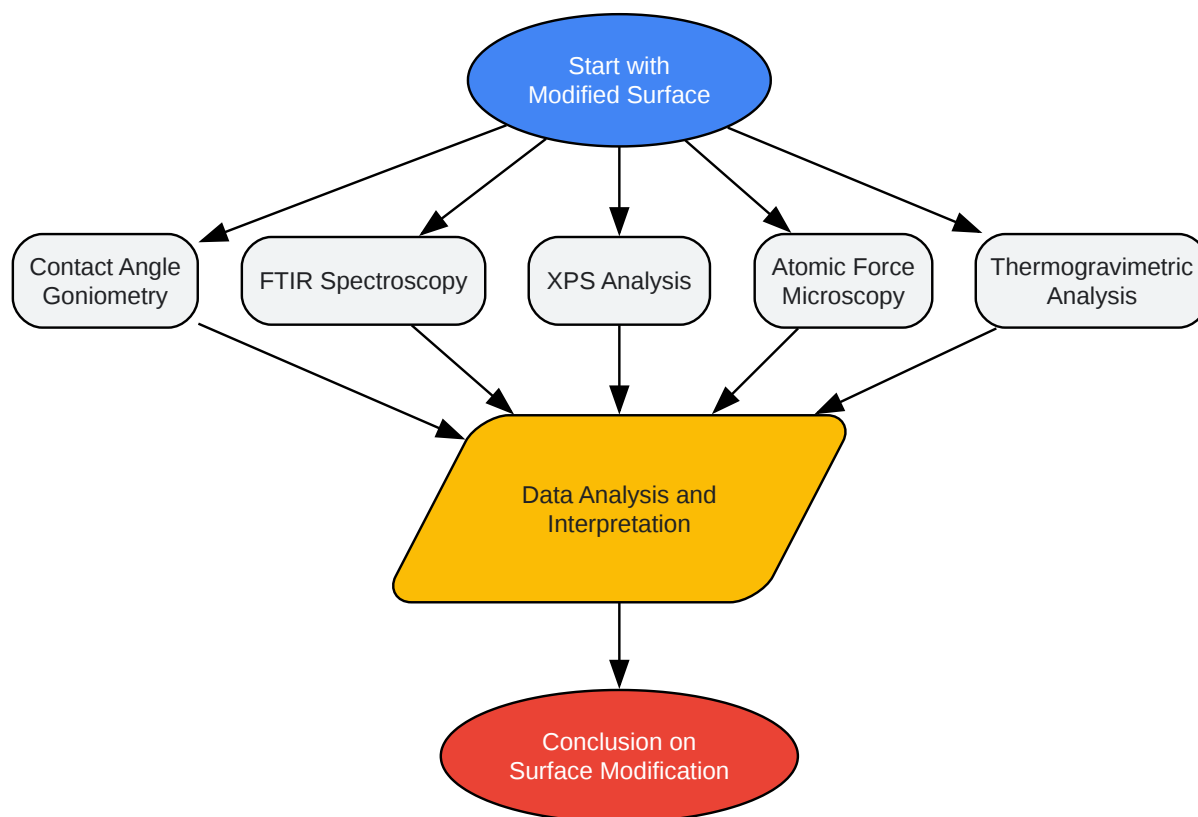 Start with
Modified Surface
Contact Angle
Goniometry
FTIR Spectroscopy
XPS Analysis
Atomic Force
Microscopy
Thermogravimetric
Analysis
Data Analysis and
Interpretation
Conclusion on
Surface Modification